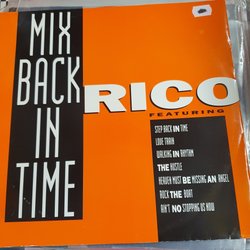 MIX
BACK
IN
TIME
RICO
FEATURING
STEP BACK IN TIME
LOVE TRAIN
WALKING IN RHYTHM
THE HUSTLE
HEAVEN MUST BE MISSING AN ANGEL
ROCK THE BOAT
AIN'T NO STOPPING US NOW